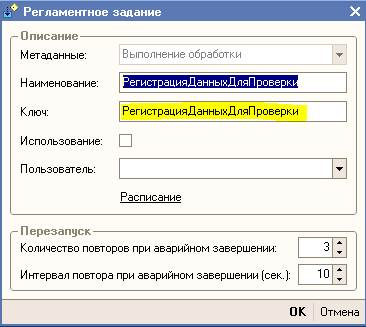 Регламентное задание
Описание
Метаданные: Выполнение обработки
Наименование: РегистрацияДанныхДляПроверки
Ключ: РегистрацияДанныхДляПроверки
Использование:
Пользователь:
Расписание
Перезапуск
Количество повторов при аварийном завершении: 3
Интервал повтора при аварийном завершении (сек.): 10
OK Отмена